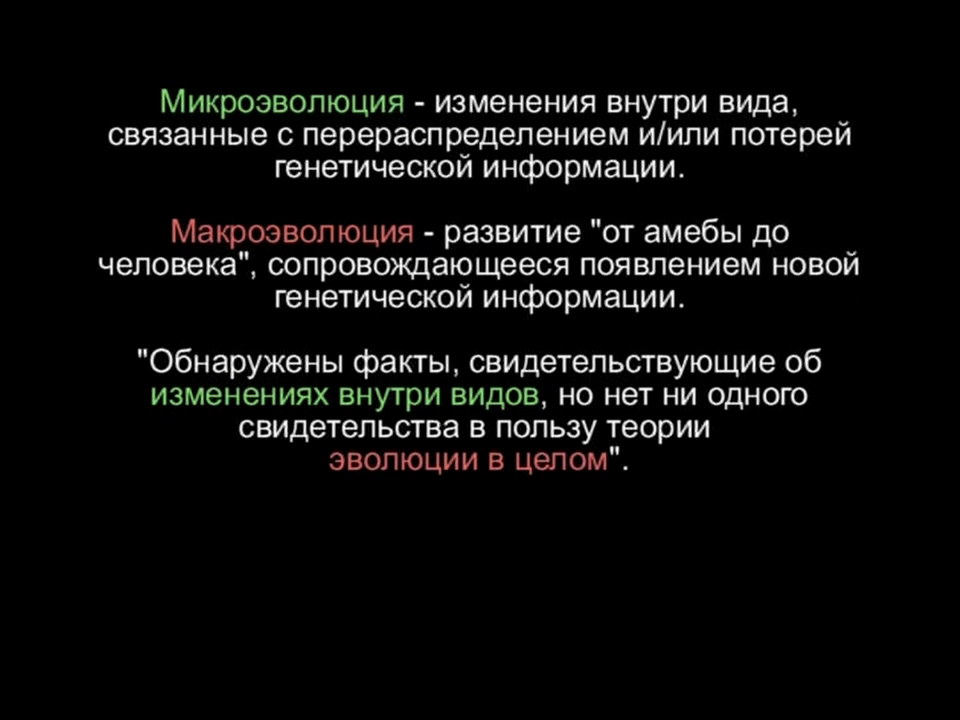 Микроэволюция - изменения внутри вида,
связанные с перераспределением и/или потерей
генетической информации.
Макроэволюция - развитие "от амебы до
человека", сопровождающееся появлением новой
генетической информации.
"Обнаружены факты, свидетельствующие об
изменениях внутри видов, но нет ни одного
свидетельства в пользу теории
эволюции в целом".